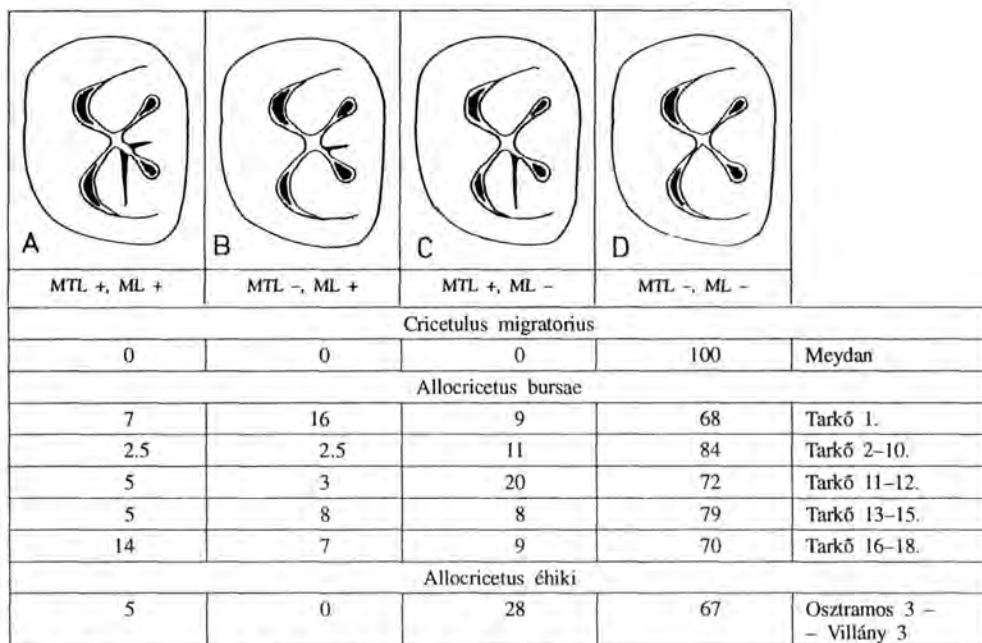 A B C D
MTL +, ML + MTL –, ML + MTL +, ML – MTL –, ML –
Cricetulus migratorius
0 0 0 100 Meydan
Allocricetus bursae
7 16 9 68 Tarkő 1.
2.5 2.5 11 84 Tarkő 2–10.
5 3 20 72 Tarkő 11–12.
5 8 8 79 Tarkő 13–15.
14 7 9 70 Tarkő 16–18.
Allocricetus éhiki
5 0 28 67 Osztramos 3 –
– Villány 3